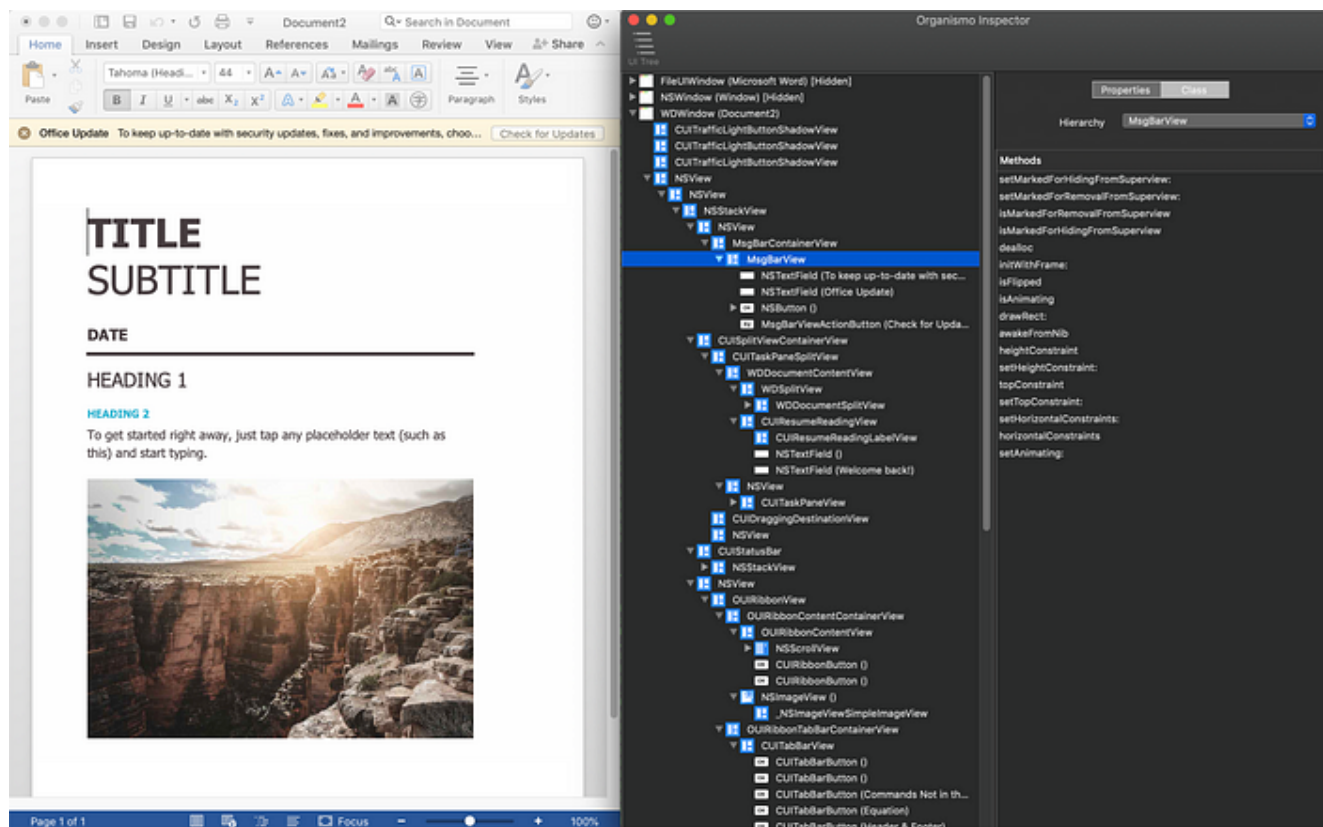 Document2
Search in Document
Home Insert Design Layout References Mailings Review View Share
Paste
Tahoma (Headi... 44
B I U abc X₂ X² A A
Paragraph
Styles
Office Update To keep up-to-date with security updates, fixes, and improvements, choo... Check for Updates
TITLE
SUBTITLE
DATE
HEADING 1
HEADING 2
To get started right away, just tap any placeholder text (such as
this) and start typing.
Page 1 of 1 Focus 100%
Organismo Inspector
UI Tree
FileUIWindow (Microsoft Word) [Hidden]
NSWindow (Window) [Hidden]
WDWindow (Document2)
CUITrafficLightButtonShadowView
CUITrafficLightButtonShadowView
CUITrafficLightButtonShadowView
NSView
NSView
NSStackView
NSView
MsgBarContainerView
MsgBarView
NSTextField (To keep up-to-date with sec...
NSTextField (Office Update)
NSButton ()
MsgBarViewActionButton (Check for Upda...
CUISplitViewContainerView
CUITaskPaneSplitView
WDDocumentContentView
WDSplitView
WDDocumentSplitView
CUIResumeReadingView
CUIResumeReadingLabelView
NSTextField ()
NSTextField (Welcome back!)
NSView
CUITaskPaneView
CUIDraggingDestinationView
NSView
CUIStatusBar
NSStackView
NSView
OUIRibbonView
OUIRibbonContentContainerView
OUIRibbonContentView
NSScrollView
CUIRibbonButton ()
CUIRibbonButton ()
NSImageView ()
_NSImageViewSimpleImageView
OUIRibbonTabBarContainerView
CUITabBarView
CUITabBarButton ()
CUITabBarButton ()
CUITabBarButton (Commands Not in th...
CUITabBarButton (Equation)
CUITabBarButton (Header & Footer)
Properties Class
Hierarchy MsgBarView
Methods
setMarkedForHidingFromSuperview:
setMarkedForRemovalFromSuperview:
isMarkedForRemovalFromSuperview
isMarkedForHidingFromSuperview
dealloc
initWithFrame:
isFlipped
isAnimating
drawRect:
awakeFromNib
heightConstraint
setHeightConstraint:
topConstraint
setTopConstraint:
setHorizontalConstraints:
horizontalConstraints
setAnimating: